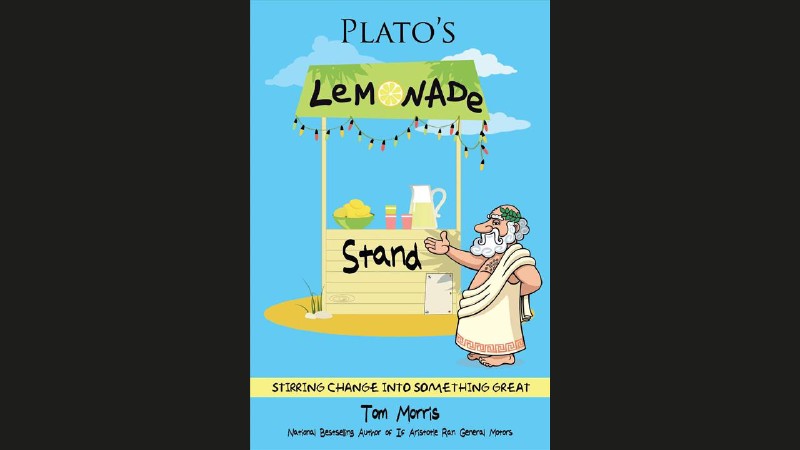 PLATO'S
LEMONADE
Stand
STIRRING CHANGE INTO SOMETHING GREAT
Tom Morris
National Bestselling Author of If Aristotle Ran General Motors